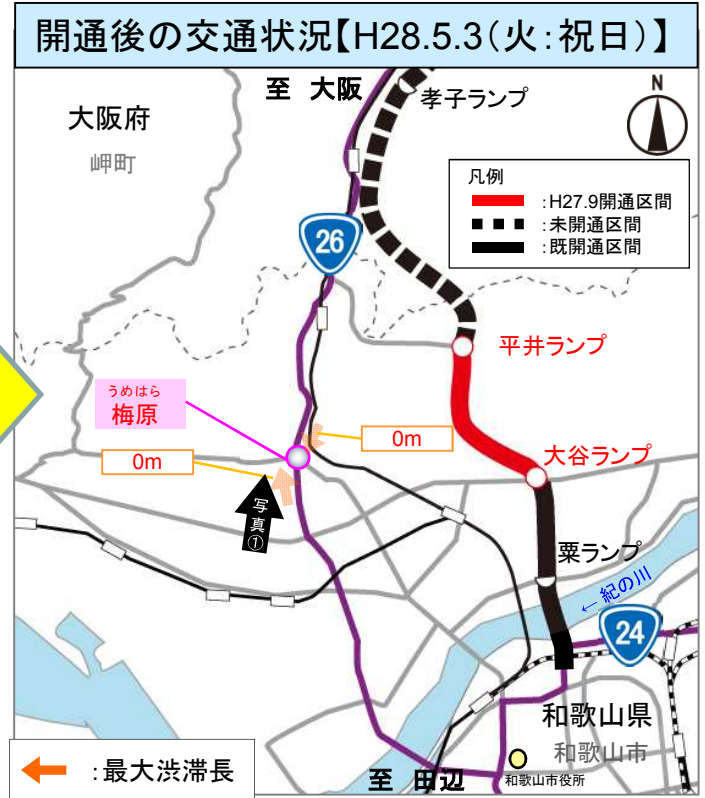 開通後の交通状況【H28.5.3(火:祝日)】
至 大阪
孝子ランプ
N
大阪府
岬町
凡例
:H27.9開通区間
:未開通区間
:既開通区間
26
平井ランプ
うめはら
梅原
0m
0m
大谷ランプ
写真①
粟ランプ
←紀の川
24
和歌山県
和歌山市
:最大渋滞長
至 田辺
和歌山市役所